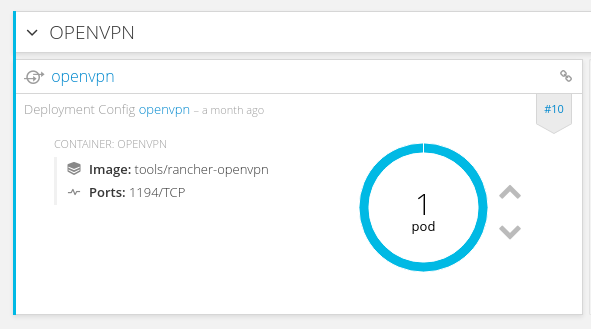 OPENVPN
openvpn
Deployment Config openvpn – a month ago
#10
CONTAINER: OPENVPN
Image: tools/rancher-openvpn
Ports: 1194/TCP
1
pod